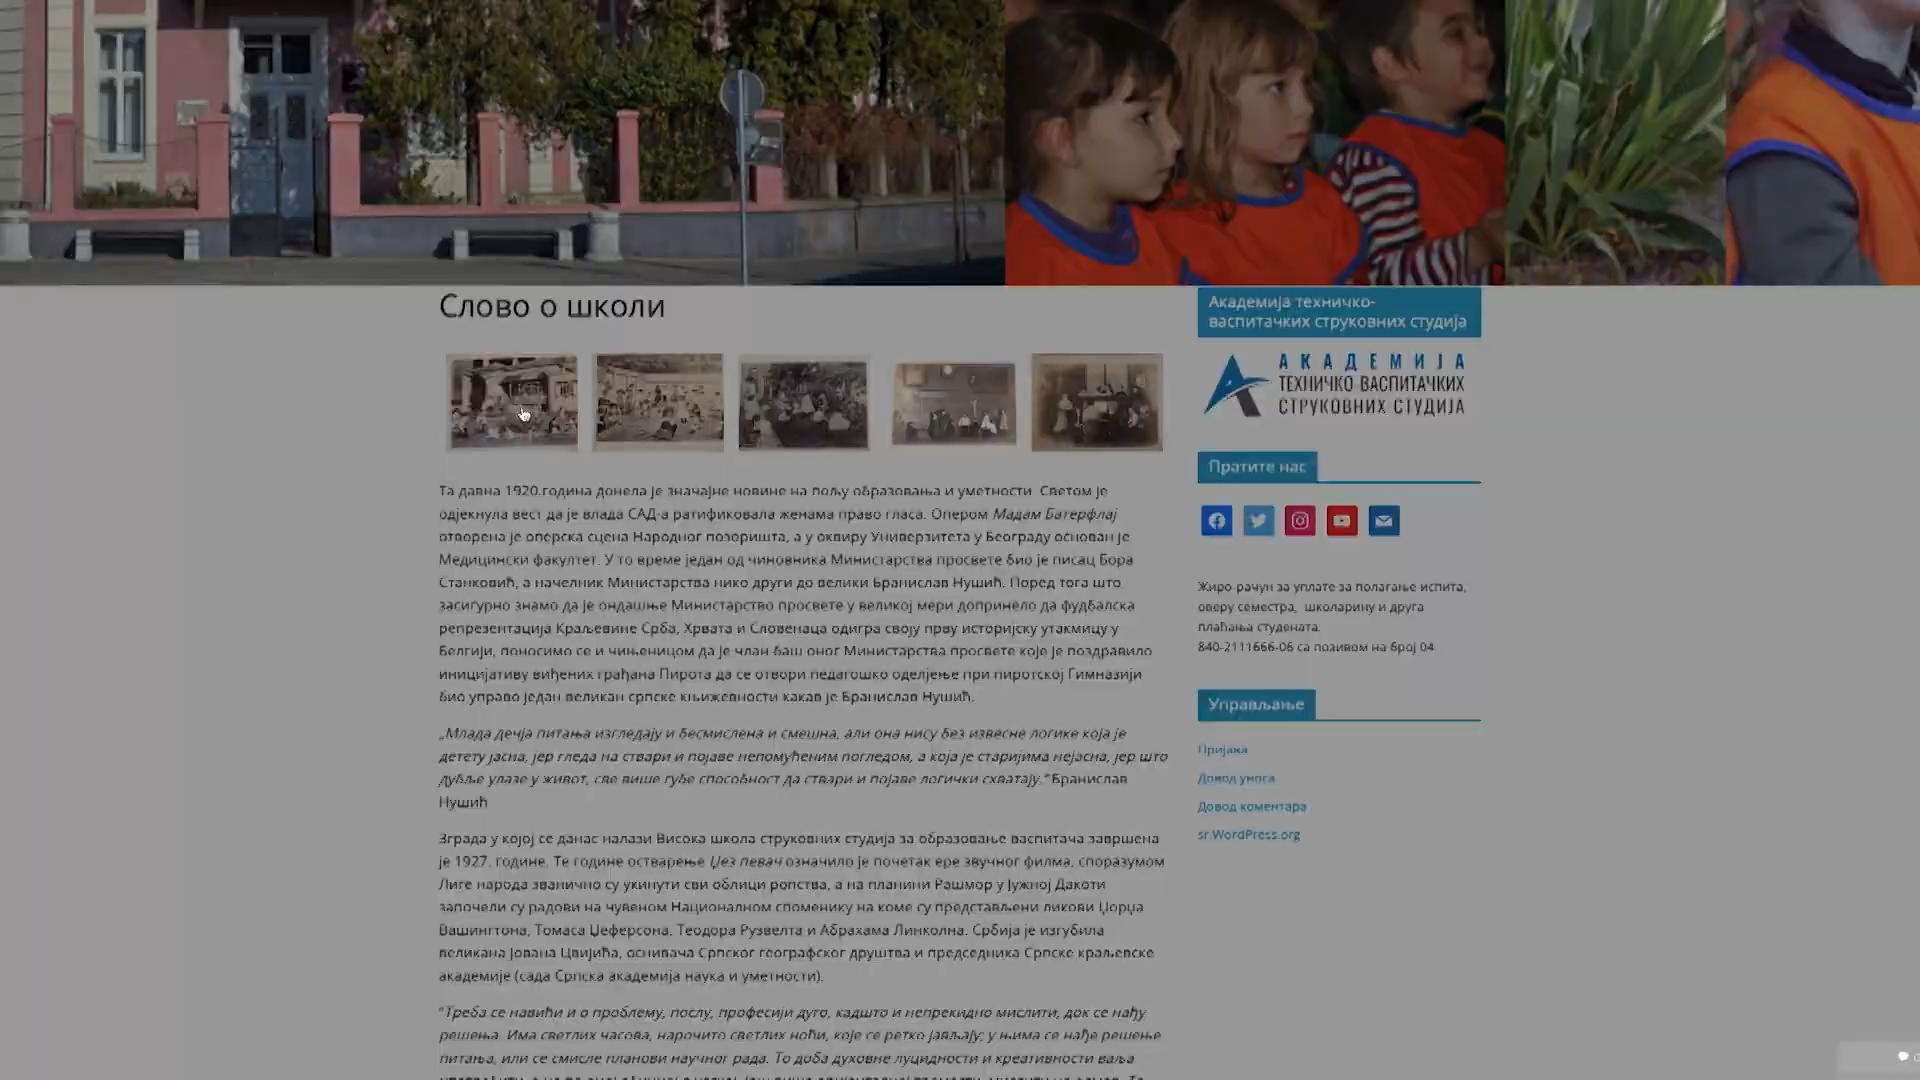 Слово о школи
Та давна 1920.година донела је значајне новине на пољу образовања и уметности. Светом је
одјекнула вест да је влада САД-а ратификовала женама право гласа. Опером Мадам Батерфлај
отворена је оперска сцена Народног позоришта, а у оквиру Универзитета у Београду основан је
Медицински факултет. У то време један од чиновника Министарства просвете био је писац Бора
Станковић, а начелник Министарства нико други до велики Бранислав Нушић. Поред тога што
засигурно знамо да је ондашње Министарство просвете у великој мери допринело да фудбалска
репрезентација Краљевине Срба, Хрвата и Словенаца одигра своју прву историјску утакмицу у
Белгији, поносимо се и чињеницом да је члан баш оног Министарства просвете које је поздравило
иницијативу виђених грађана Пирота да се отвори педагошко одељење при пиротској Гимназији
био управо један великан српске књижевности какав је Бранислав Нушић.
„Млада дечја питања изгледају и бесмислена и смешна, али она нису без извесне логике која је
детету јасна, јер гледа на ствари и појаве непомућеним погледом, а која је старијима нејасна, јер што
дубље улазе у живот, све више губе способност да ствари и појаве логички схватају.“ Бранислав
Нушић
Зграда у којој се данас налази Висока школа струковних студија за образовање васпитача завршена
је 1927. године. Те године остварење Џез певач означило је почетак ере звучног филма, споразумом
Лиге народа званично су укинути сви облици ропства, а на планини Рашмор у Јужној Дакоти
започели су радови на чувеном Националном споменику на коме су представљени ликови Џорџа
Вашингтона, Томаса Џеферсона, Теодора Рузвелта и Абрахама Линколна. Србија је изгубила
великана Јована Цвијића, оснивача Српског географског друштва и председника Српске краљевске
академије (сада Српска академија наука и уметности).
“Треба се навићи и о проблему, послу, професији дуго, кадшто и непрекидно мислити, док се нађу
решења. Има светлих часова, нарочито светлих ноћи, које се ретко јављају; у њима се нађе решење
питања, или се смисле планови научног рада. То доба духовне луцидности и креативности ваља
Академија техничко-
васпитачких струковних студија
АКАДЕМИЈА
ТЕХНИЧКО ВАСПИТАЧКИХ
СТРУКОВНИХ СТУДИЈА
Пратите нас
Жиро-рачун за уплате за полагање испита,
оверу семестра, школарину и друга
плаћања студената:
840-2111666-06 са позивом на број 04
Управљање
Пријава
Довод уноса
Довод коментара
sr.WordPress.org